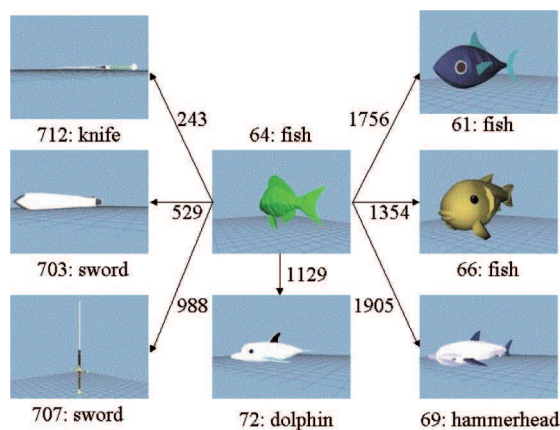 712: knife
243
64: fish
1756
61: fish
703: sword
529
1354
66: fish
988
1129
1905
707: sword
72: dolphin
69: hammerhead